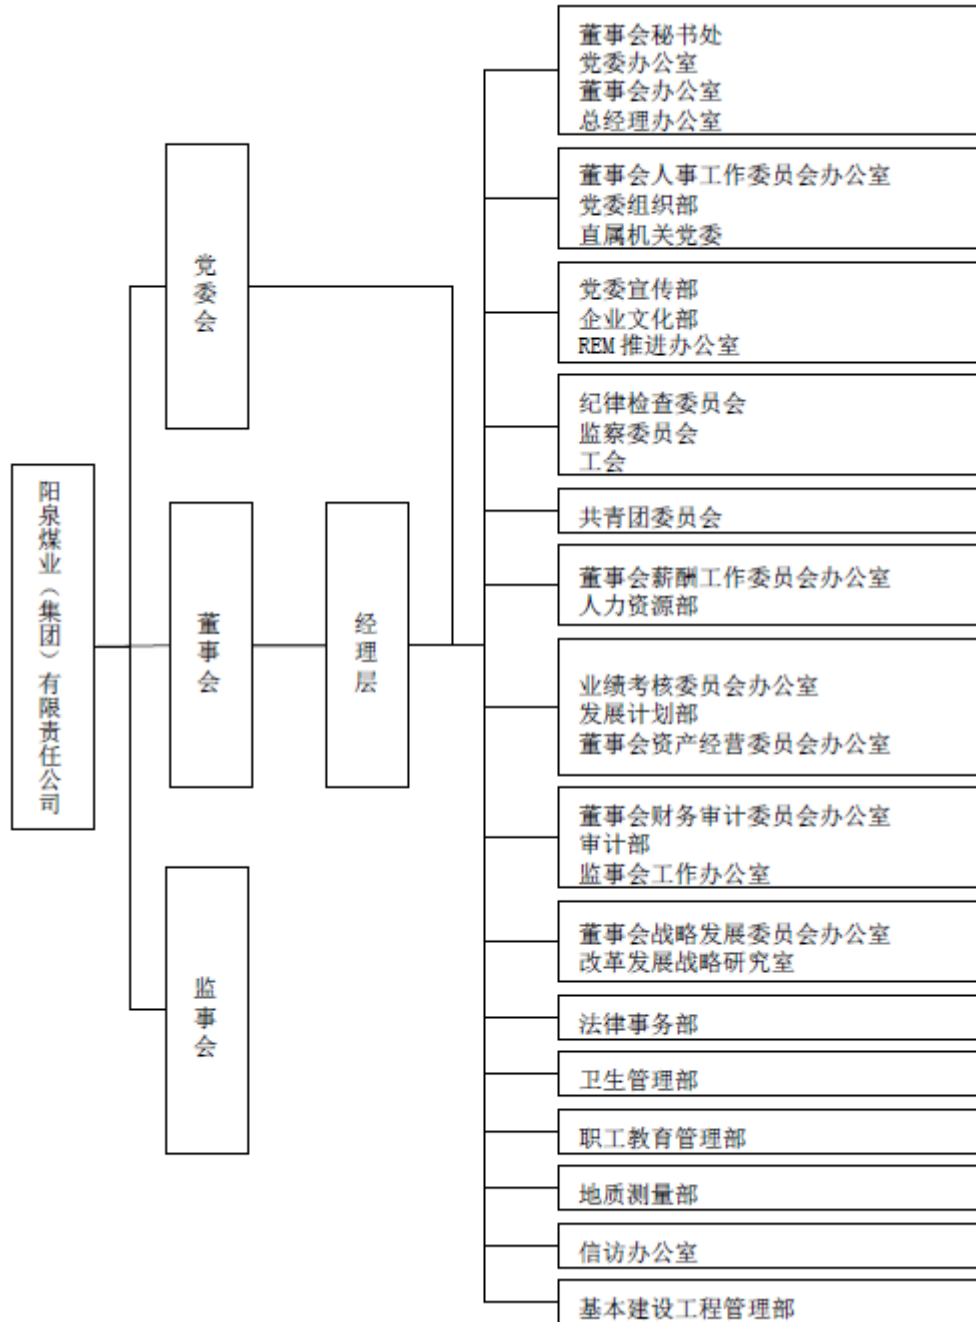 阳泉煤业（集团）有限责任公司
党委会
董事会
监事会
经理层
董事会秘书处
党委办公室
董事会办公室
总经理办公室
董事会人事工作委员会办公室
党委组织部
直属机关党委
党委宣传部
企业文化部
REM 推进办公室
纪律检查委员会
监察委员会
工会
共青团委员会
董事会薪酬工作委员会办公室
人力资源部
业绩考核委员会办公室
发展计划部
董事会资产经营委员会办公室
董事会财务审计委员会办公室
审计部
监事会工作办公室
董事会战略发展委员会办公室
改革发展战略研究室
法律事务部
卫生管理部
职工教育管理部
地质测量部
信访办公室
基本建设工程管理部